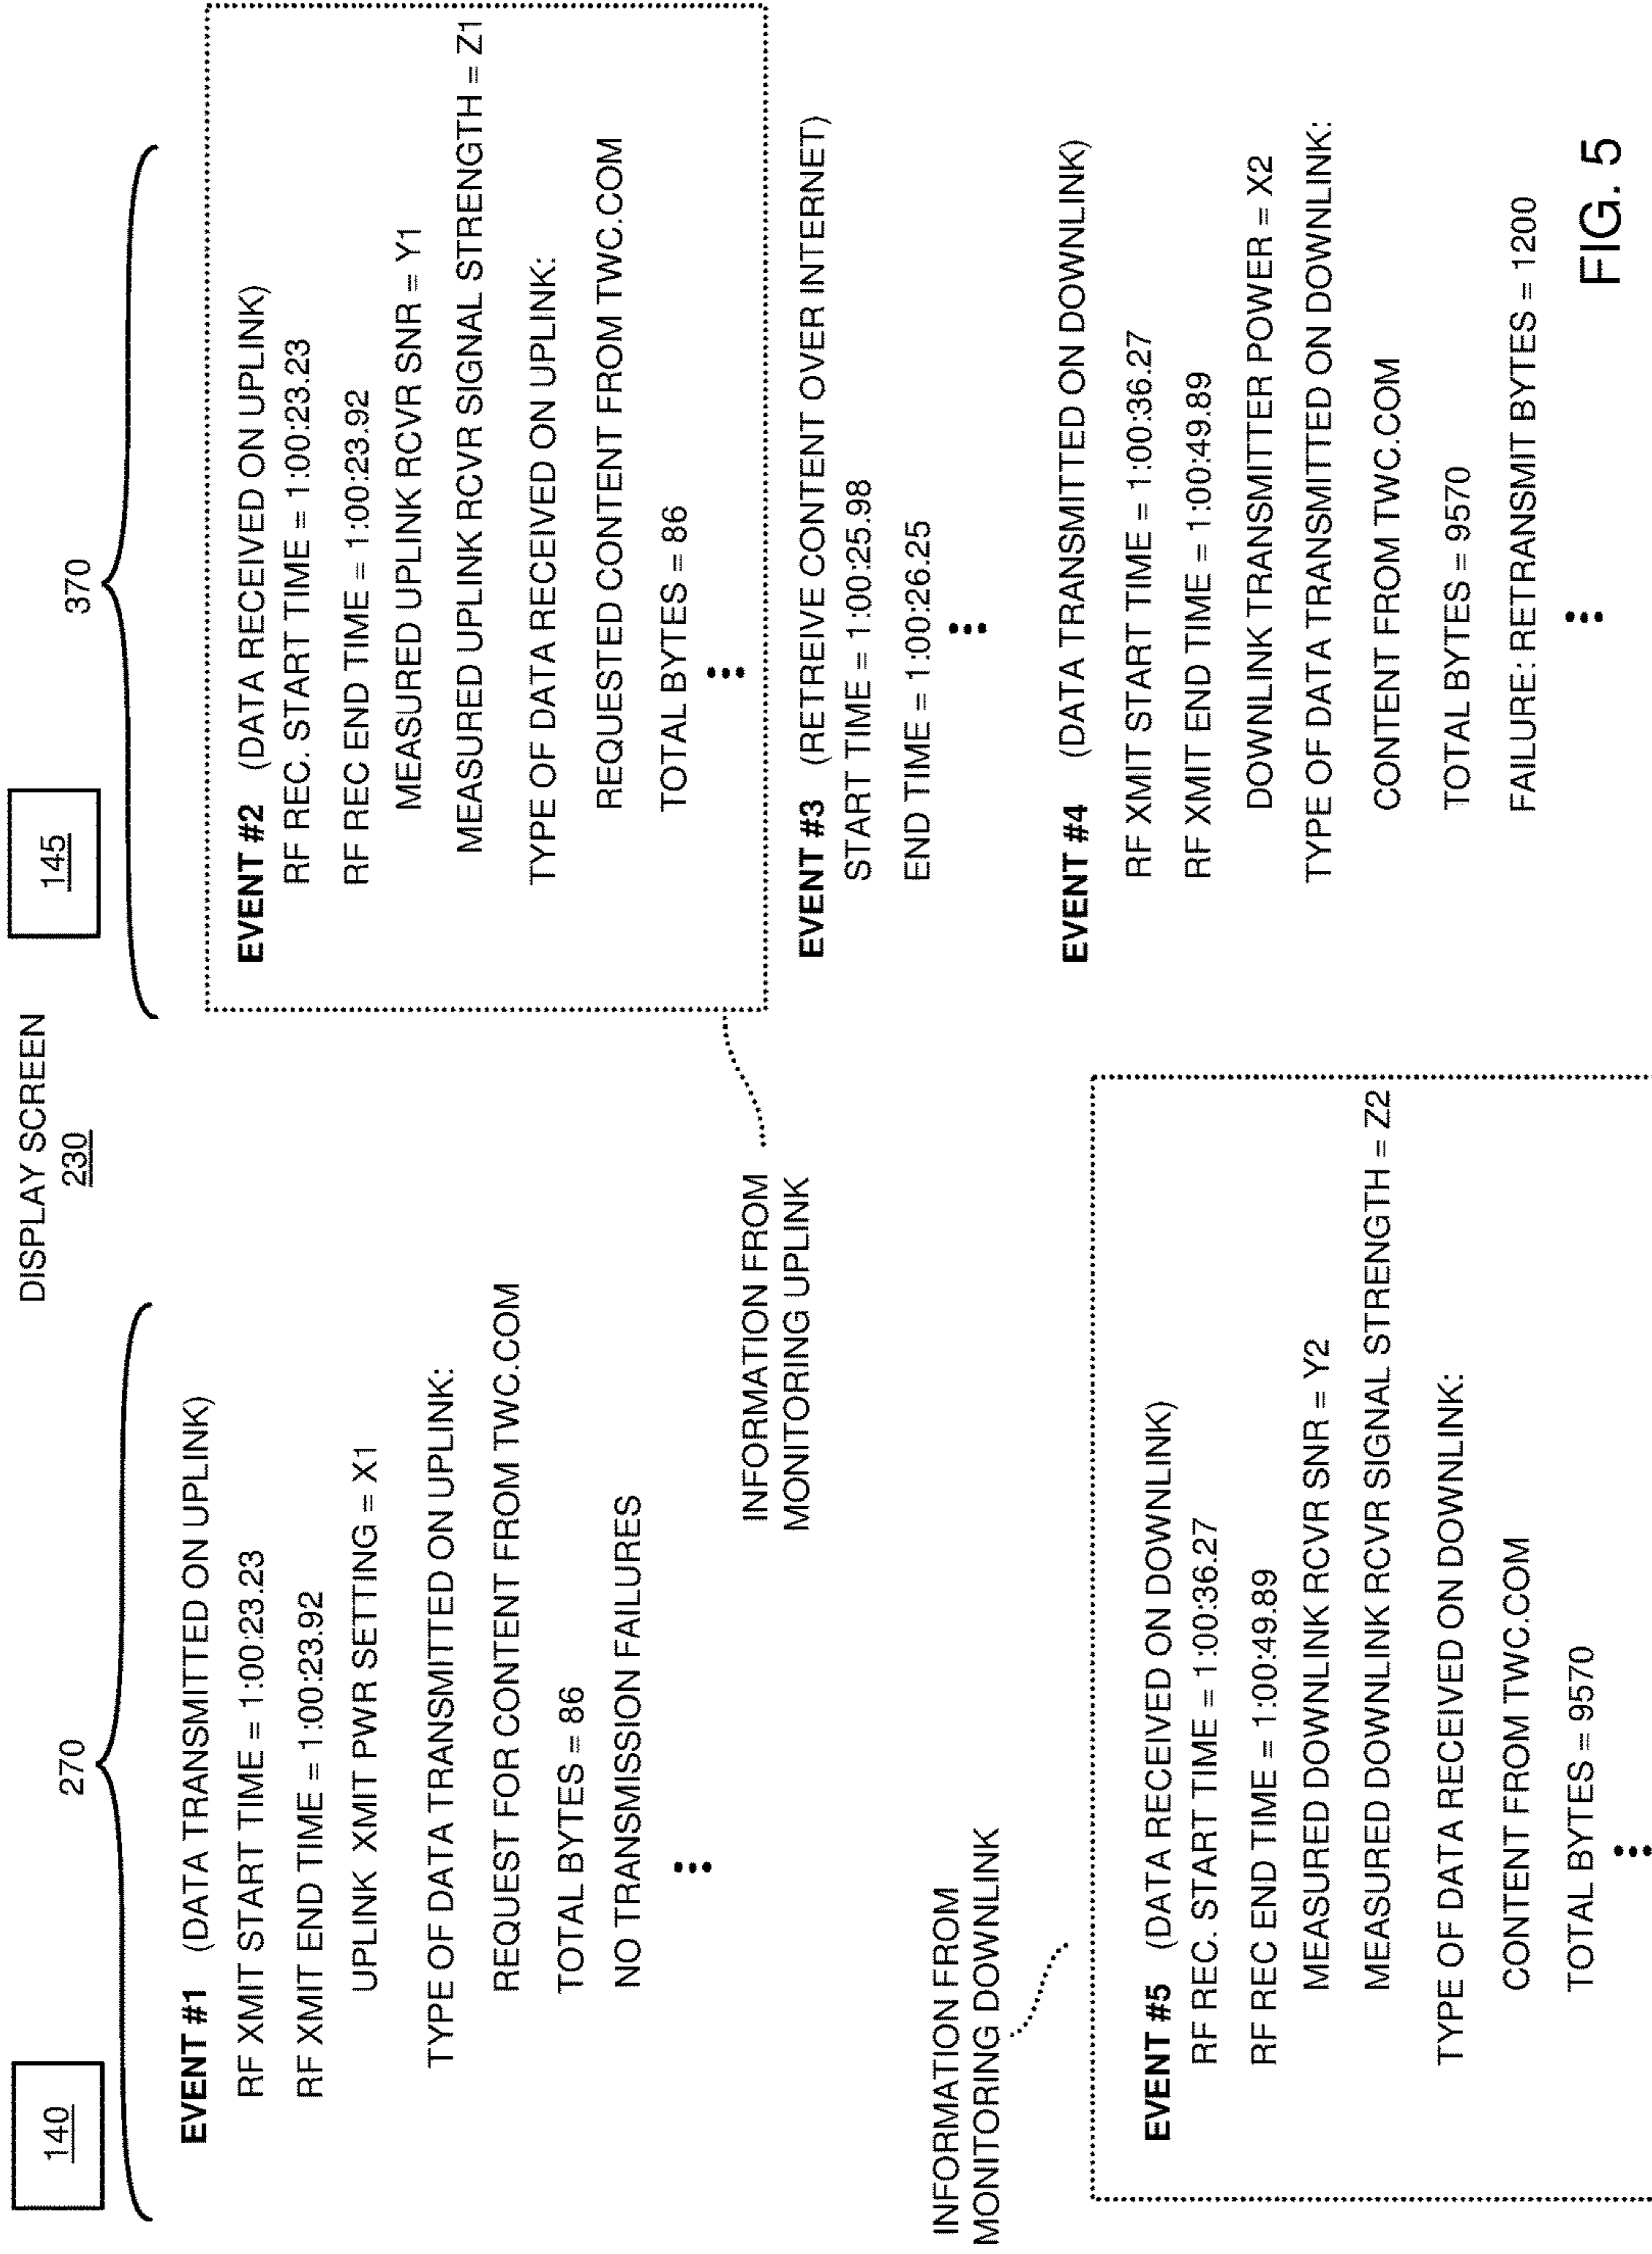 DISPLAY SCREEN
230
140
270
EVENT #1 (DATA TRANSMITTED ON UPLINK)
RF XMIT START TIME = 1:00:23.23
RF XMIT END TIME = 1:00:23.92
UPLINK XMIT PWR SETTING = X1
TYPE OF DATA TRANSMITTED ON UPLINK:
REQUEST FOR CONTENT FROM TWC.COM
TOTAL BYTES = 86
NO TRANSMISSION FAILURES
145
370
EVENT #2 (DATA RECEIVED ON UPLINK)
RF REC. START TIME = 1:00:23.23
RF REC END TIME = 1:00:23.92
MEASURED UPLINK RCVR SNR = Y1
MEASURED UPLINK RCVR SIGNAL STRENGTH = Z1
TYPE OF DATA RECEIVED ON UPLINK:
REQUESTED CONTENT FROM TWC.COM
TOTAL BYTES = 86
INFORMATION FROM
MONITORING UPLINK
EVENT #3 (RETREIVE CONTENT OVER INTERNET)
START TIME = 1:00:25.98
END TIME = 1:00:26.25
EVENT #4 (DATA TRANSMITTED ON DOWNLINK)
RF XMIT START TIME = 1:00:36.27
RF XMIT END TIME = 1:00:49.89
DOWNLINK TRANSMITTER POWER = X2
TYPE OF DATA TRANSMITTED ON DOWNLINK:
CONTENT FROM TWC.COM
TOTAL BYTES = 9570
FAILURE: RETRANSMIT BYTES = 1200
INFORMATION FROM
MONITORING DOWNLINK
EVENT #5 (DATA RECEIVED ON DOWNLINK)
RF REC. START TIME = 1:00:36.27
RF REC END TIME = 1:00:49.89
MEASURED DOWNLINK RCVR SNR = Y2
MEASURED DOWNLINK RCVR SIGNAL STRENGTH = Z2
TYPE OF DATA RECEIVED ON DOWNLINK:
CONTENT FROM TWC.COM
TOTAL BYTES = 9570
FIG. 5